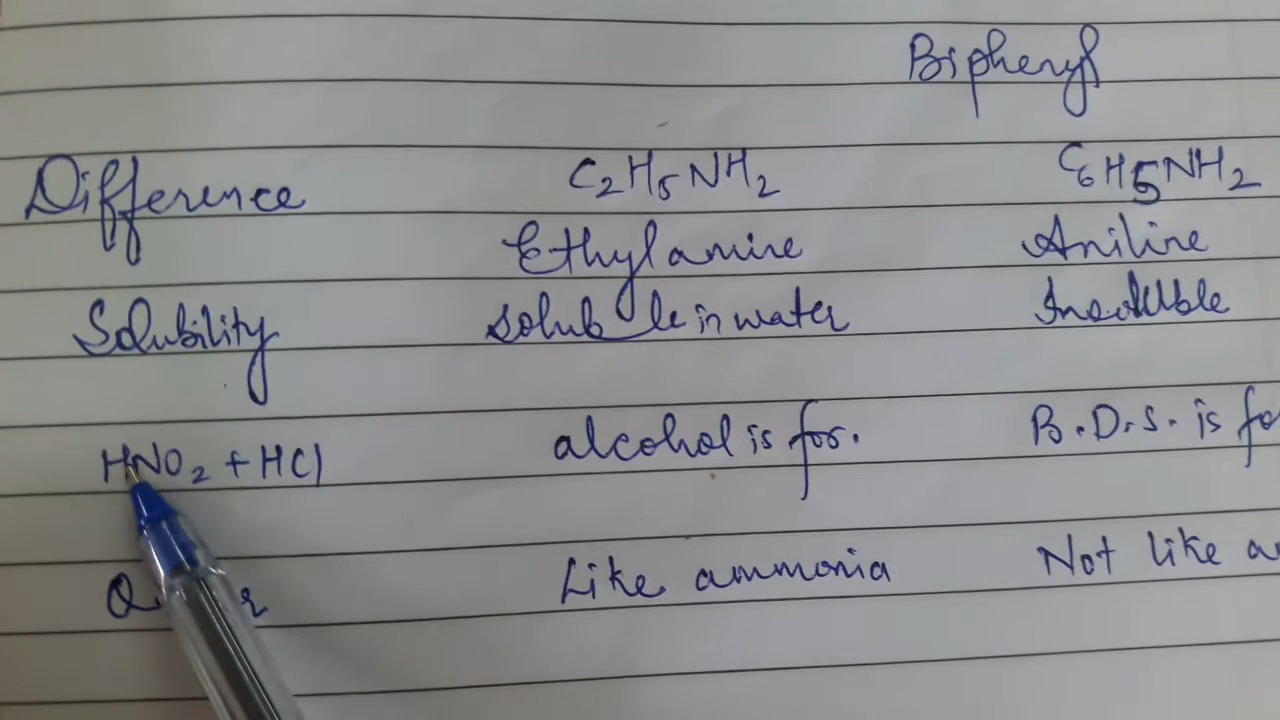 Biphenyl
Difference C2H5NH2 C6H5NH2
Ethylamine Aniline
Solubility soluble in water Insoluble
HNO2 + HCl alcohol is for. B.D.S. is fo
Like ammonia Not like a